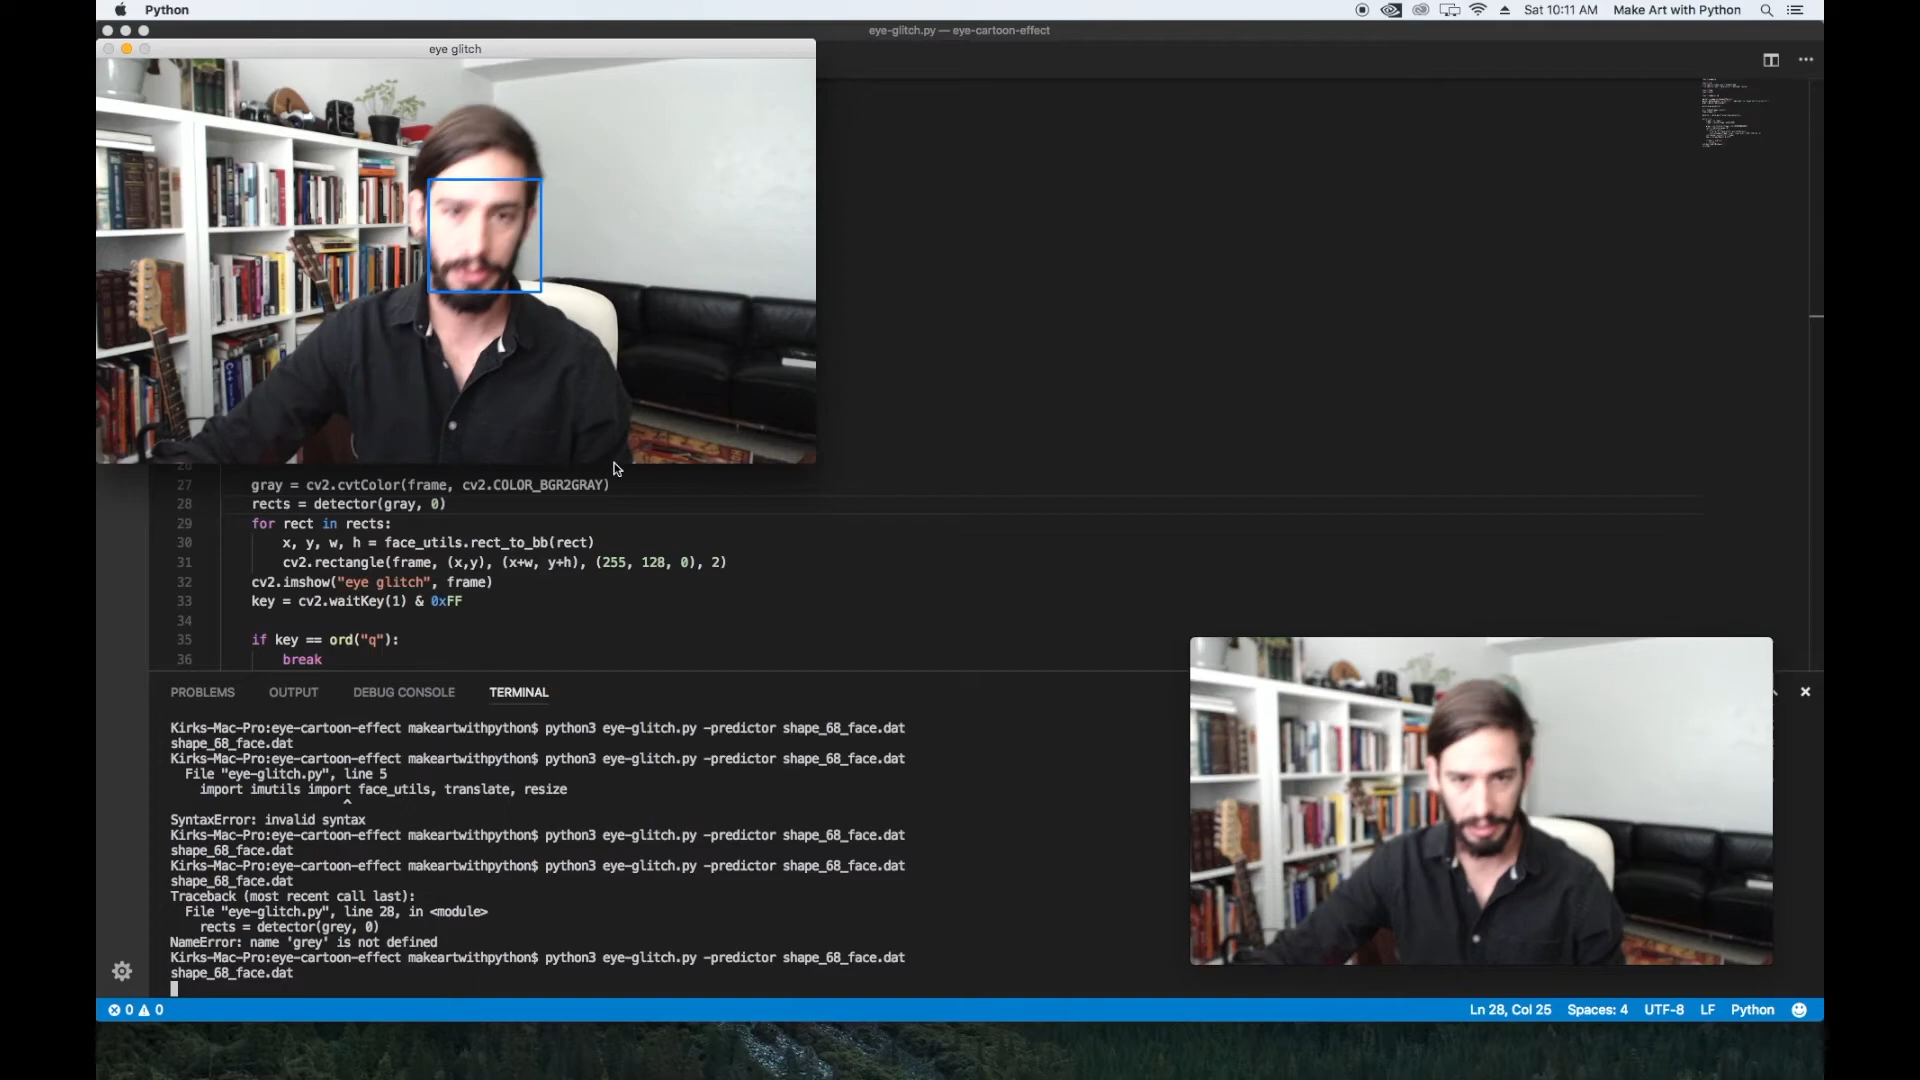 Python
Sat 10:11 AM
Make Art with Python
eye-glitch.py — eye-cartoon-effect
eye glitch
26
27 gray = cv2.cvtColor(frame, cv2.COLOR_BGR2GRAY)
28 rects = detector(gray, 0)
29 for rect in rects:
30 x, y, w, h = face_utils.rect_to_bb(rect)
31 cv2.rectangle(frame, (x,y), (x+w, y+h), (255, 128, 0), 2)
32 cv2.imshow("eye glitch", frame)
33 key = cv2.waitKey(1) & 0xFF
34
35 if key == ord("q"):
36 break
PROBLEMS OUTPUT DEBUG CONSOLE TERMINAL
Kirks-Mac-Pro:eye-cartoon-effect makeartwithpython$ python3 eye-glitch.py -predictor shape_68_face.dat
shape_68_face.dat
Kirks-Mac-Pro:eye-cartoon-effect makeartwithpython$ python3 eye-glitch.py -predictor shape_68_face.dat
File "eye-glitch.py", line 5
import imutils import face_utils, translate, resize
^
SyntaxError: invalid syntax
Kirks-Mac-Pro:eye-cartoon-effect makeartwithpython$ python3 eye-glitch.py -predictor shape_68_face.dat
shape_68_face.dat
Kirks-Mac-Pro:eye-cartoon-effect makeartwithpython$ python3 eye-glitch.py -predictor shape_68_face.dat
shape_68_face.dat
Traceback (most recent call last):
File "eye-glitch.py", line 28, in <module>
rects = detector(grey, 0)
NameError: name 'grey' is not defined
Kirks-Mac-Pro:eye-cartoon-effect makeartwithpython$ python3 eye-glitch.py -predictor shape_68_face.dat
shape_68_face.dat
0 0
Ln 28, Col 25 Spaces: 4 UTF-8 LF Python